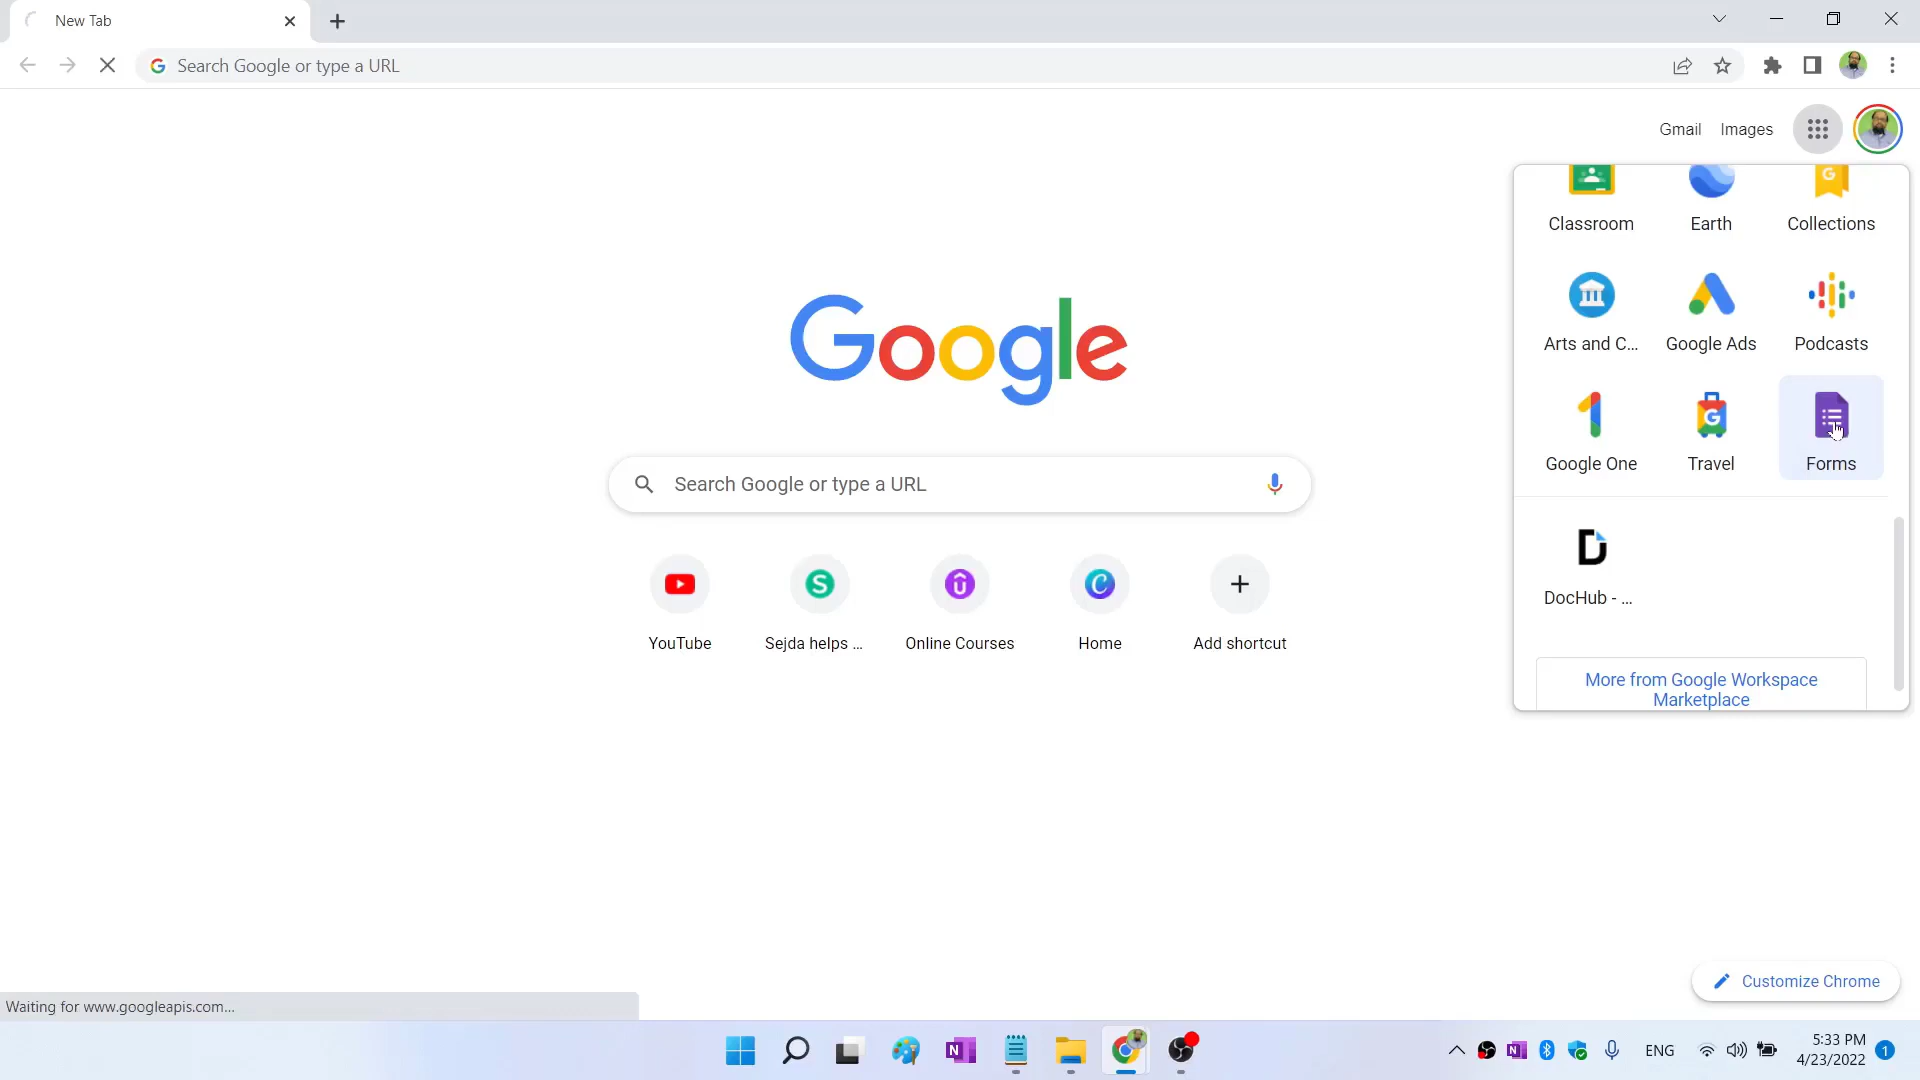 New Tab
Search Google or type a URL
Gmail Images
Classroom Earth Collections
Arts and C... Google Ads Podcasts
Google One Travel Forms
DocHub - ...
More from Google Workspace
Marketplace
Google
Search Google or type a URL
YouTube Sejda helps ... Online Courses Home Add shortcut
Customize Chrome
Waiting for www.googleapis.com...
ENG
5:33 PM
4/23/2022
1